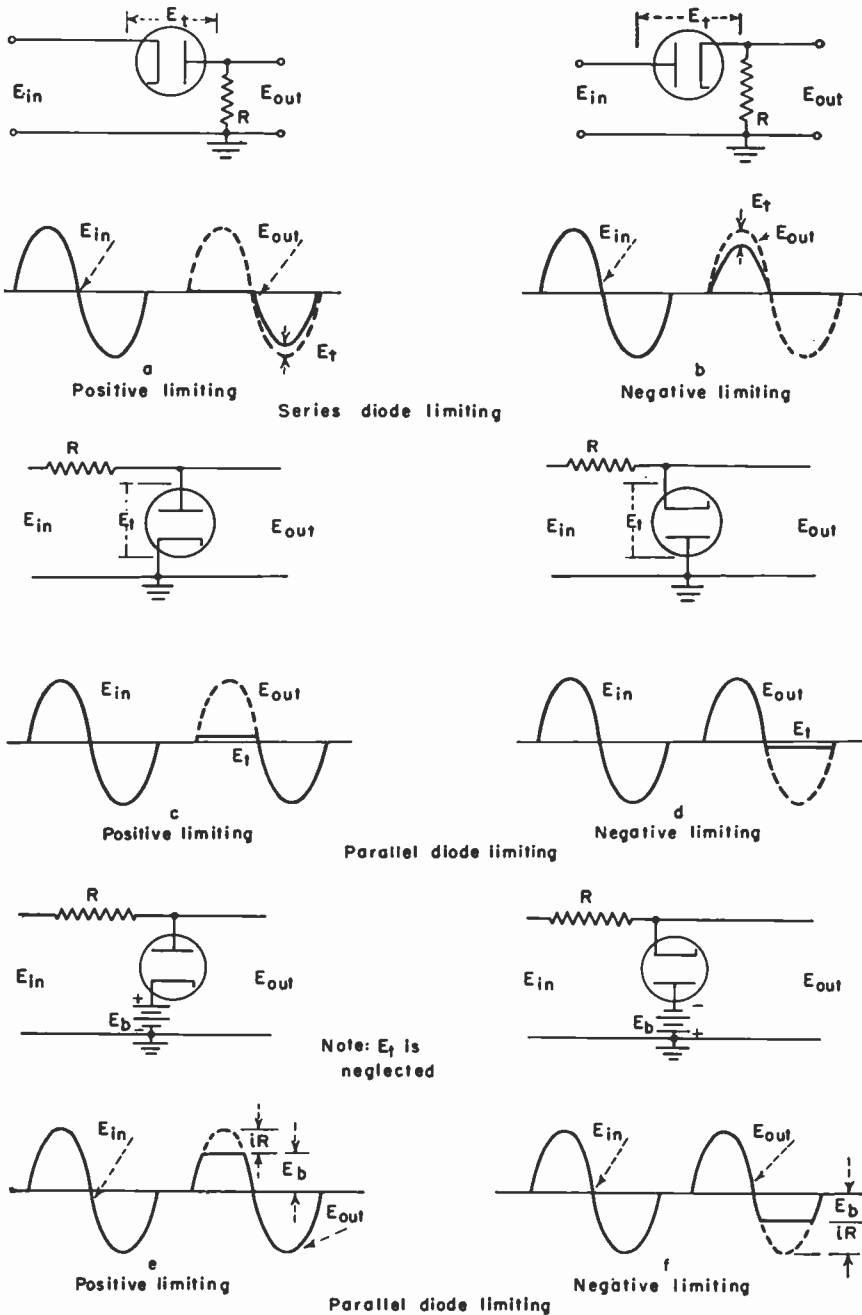 Et
Et
Ein
R
Eout
Ein
R
Eout
Ein
Eout
Et
Ein
Et
Eout
a
Positive limiting
b
Negative limiting
Series diode limiting
R
Ein
Et
Eout
R
Ein
Et
Eout
Ein
Eout
Et
Ein
Eout
Et
c
Positive limiting
d
Negative limiting
Parallel diode limiting
R
Ein
+
Eb
-
Eout
R
Ein
-
Eb
+
Eout
Note: Et is
neglected
Ein
iR
Eb
Eout
Ein
Eout
Eb
iR
e
Positive limiting
f
Negative limiting
Parallel diode limiting